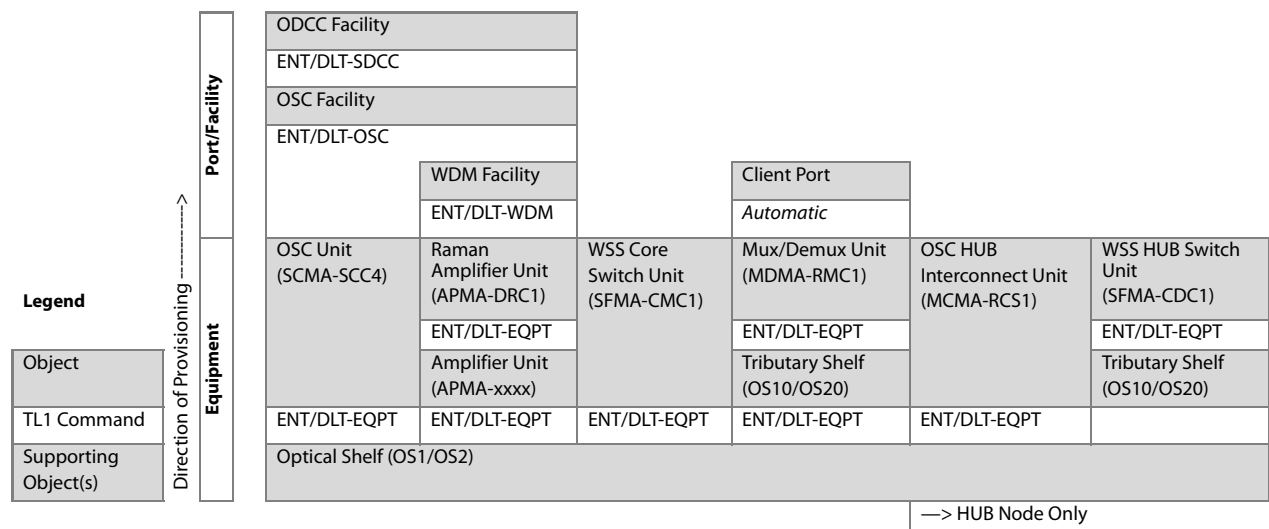 ODCC Facility
ENT/DLT-SDCC
OSC Facility
ENT/DLT-OSC
WDM Facility
Client Port
ENT/DLT-WDM
Automatic
Port/Facility
Direction of Provisioning ----------->
Equipment
OSC Unit
(SCMA-SCC4)
Raman
Amplifier Unit
(APMA-DRC1)
WSS Core
Switch Unit
(SFMA-CMC1)
Mux/Demux Unit
(MDMA-RMC1)
OSC HUB
Interconnect Unit
(MCMA-RCS1)
WSS HUB Switch
Unit
(SFMA-CDC1)
ENT/DLT-EQPT
ENT/DLT-EQPT
ENT/DLT-EQPT
Amplifier Unit
(APMA-xxxx)
Tributary Shelf
(OS10/OS20)
Tributary Shelf
(OS10/OS20)
ENT/DLT-EQPT
ENT/DLT-EQPT
ENT/DLT-EQPT
ENT/DLT-EQPT
ENT/DLT-EQPT
Optical Shelf (OS1/OS2)
—> HUB Node Only
Legend
Object
TL1 Command
Supporting
Object(s)